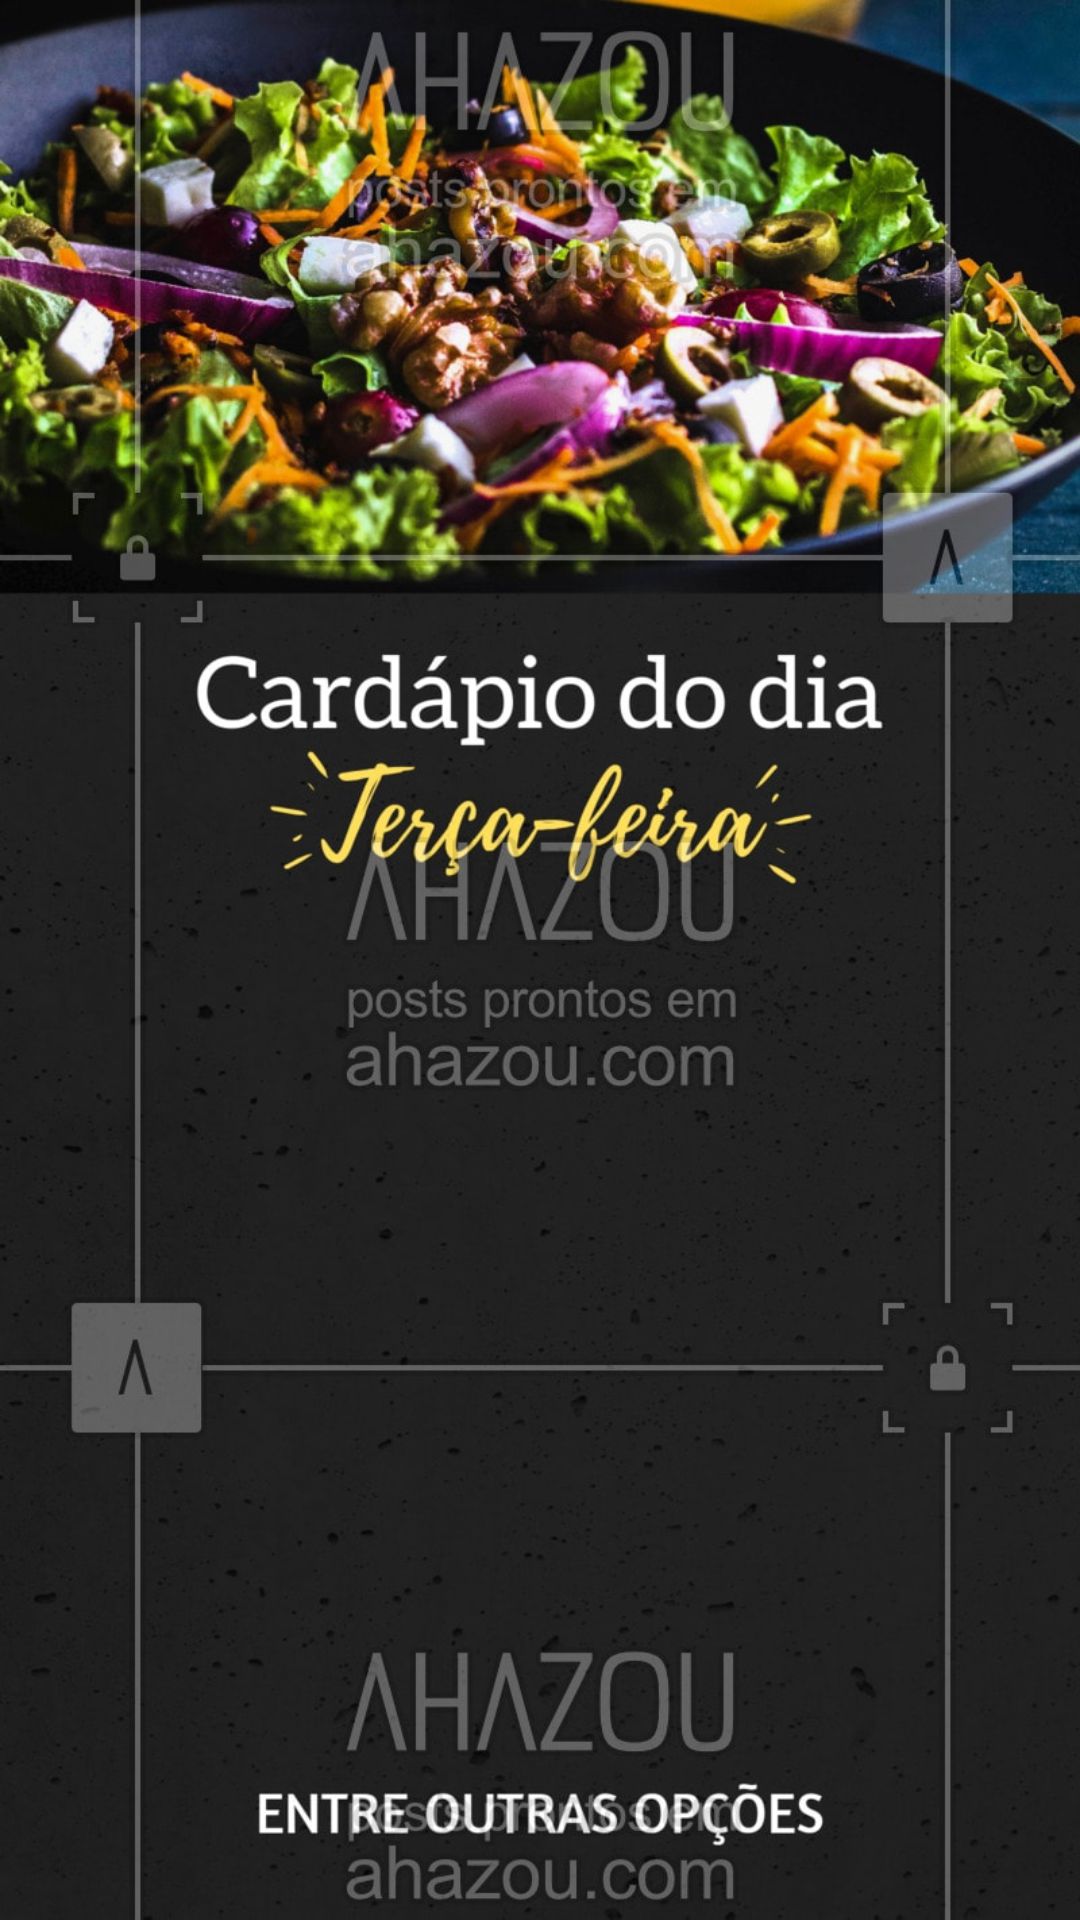 AHAZOU
posts prontos em
ahazou.com
Cardápio do dia
Terça-feira
AHAZOU
posts prontos em
ahazou.com
AHAZOU
ENTRE OUTRAS OPÇÕES
posts prontos em
ahazou.com